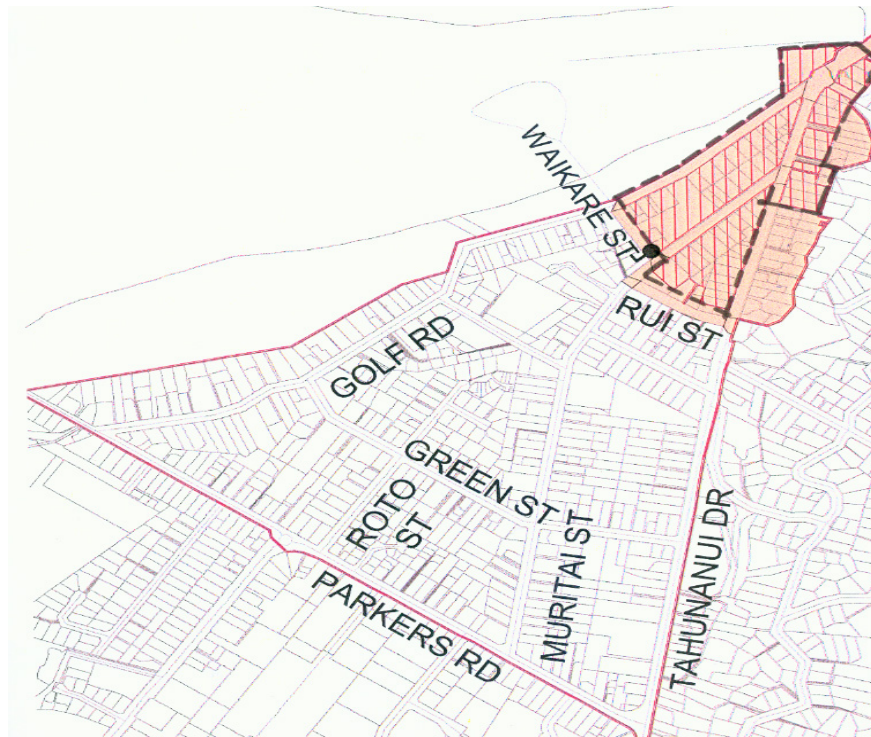 WAIKARE ST
RUI ST
GOLF RD
GREEN ST
ROTO
ST
MURITAI ST
TAHUNANUI DR
PARKERS RD